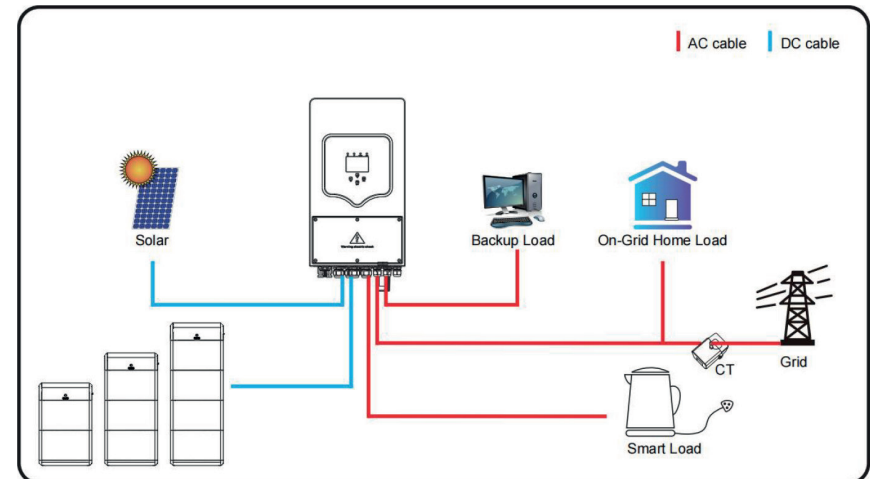 AC cable
DC cable
Solar
Backup Load
On-Grid Home Load
CT
Grid
Smart Load